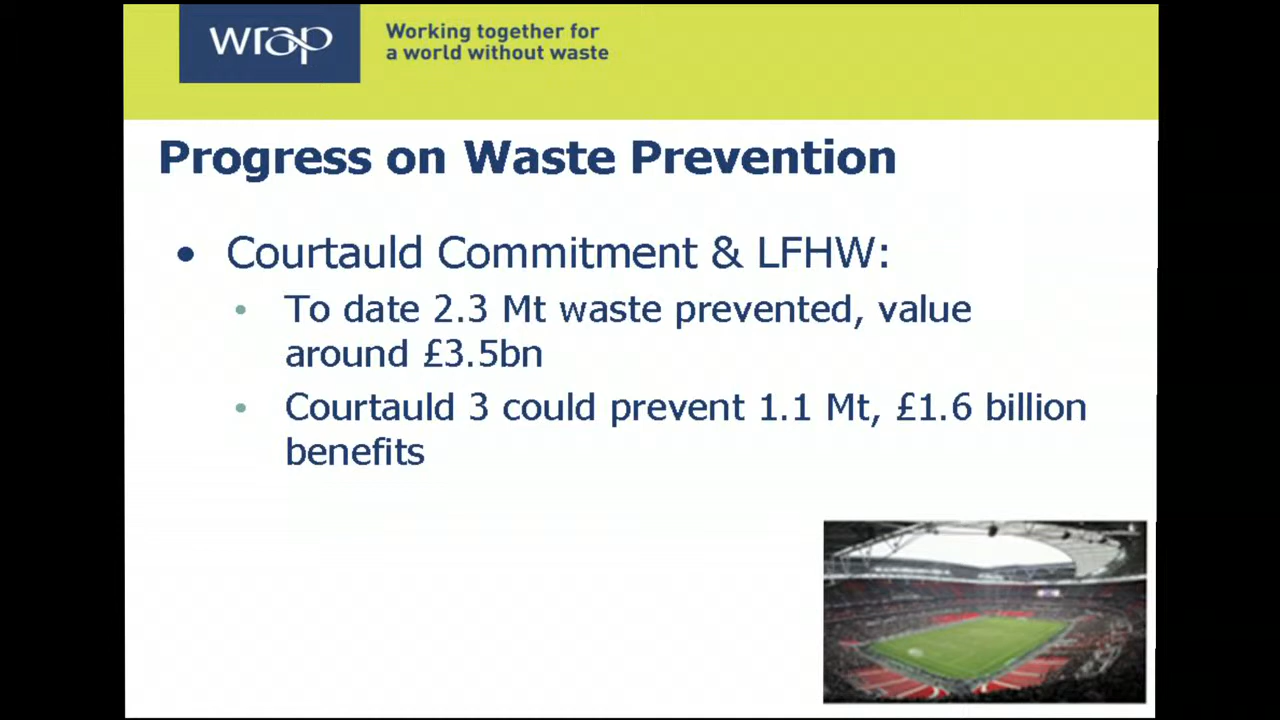 wrap
Working together for
a world without waste
Progress on Waste Prevention
• Courtauld Commitment & LFHW:
• To date 2.3 Mt waste prevented, value
around £3.5bn
• Courtauld 3 could prevent 1.1 Mt, £1.6 billion
benefits